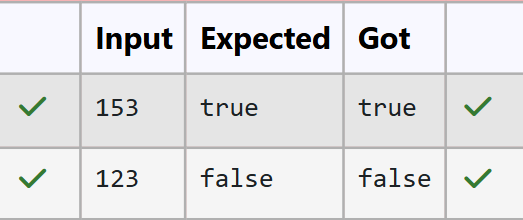 Input Expected Got
153 true true
123 false false